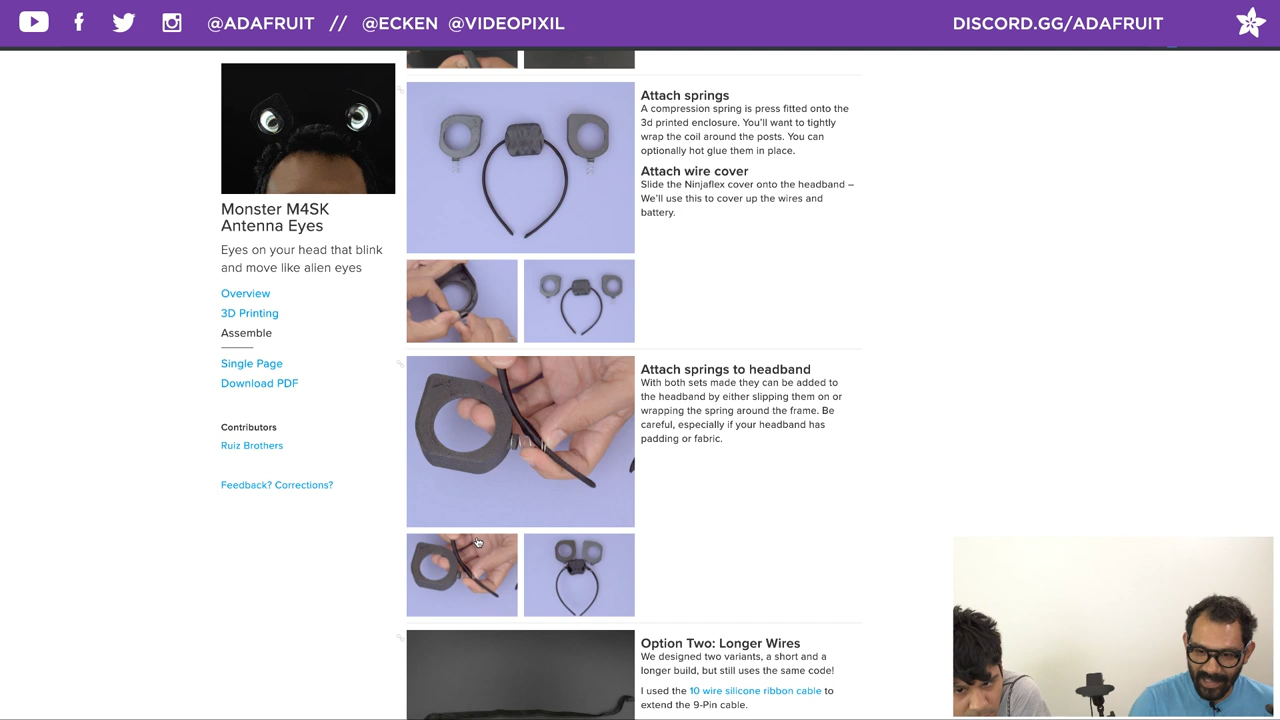 @ADAFRUIT // @ECKEN @VIDEOPIXIL
DISCORD.GG/ADAFRUIT
Monster M4SK
Antenna Eyes
Eyes on your head that blink
and move like alien eyes
Overview
3D Printing
Assemble
Single Page
Download PDF
Contributors
Ruiz Brothers
Feedback? Corrections?
Attach springs
A compression spring is press fitted onto the
3d printed enclosure. You'll want to tightly
wrap the coil around the posts. You can
optionally hot glue them in place.
Attach wire cover
Slide the Ninjaflex cover onto the headband –
We'll use this to cover up the wires and
battery.
Attach springs to headband
With both sets made they can be added to
the headband by either slipping them on or
wrapping the spring around the frame. Be
careful, especially if your headband has
padding or fabric.
Option Two: Longer Wires
We designed two variants, a short and a
longer build, but still uses the same code!
I used the 10 wire silicone ribbon cable to
extend the 9-Pin cable.